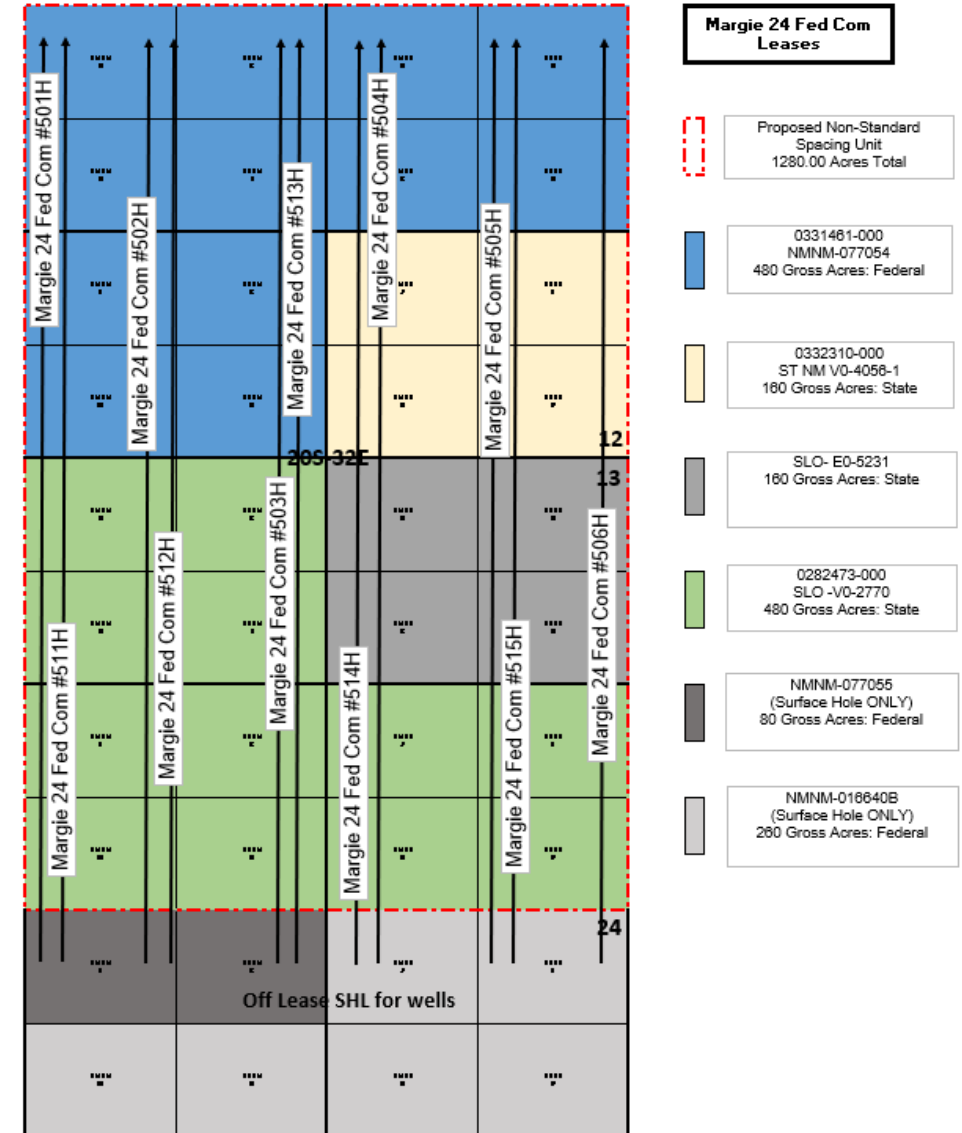 Margie 24 Fed Com
Leases
Proposed Non-Standard
Spacing Unit
1280.00 Acres Total
0331461-000
NMNM-077054
480 Gross Acres: Federal
0332310-000
ST NM V0-4056-1
160 Gross Acres: State
SLO- E0-5231
160 Gross Acres: State
0282473-000
SLO -V0-2770
480 Gross Acres: State
NMNM-077055
(Surface Hole ONLY)
80 Gross Acres: Federal
NMNM-016640B
(Surface Hole ONLY)
260 Gross Acres: Federal
Margie 24 Fed Com #501H
Margie 24 Fed Com #511H
Margie 24 Fed Com #502H
Margie 24 Fed Com #512H
Margie 24 Fed Com #503H
Margie 24 Fed Com #513H
Margie 24 Fed Com #514H
Margie 24 Fed Com #504H
Margie 24 Fed Com #505H
Margie 24 Fed Com #515H
Margie 24 Fed Com #506H
12
20S-32E
13
24
Off Lease SHL for wells